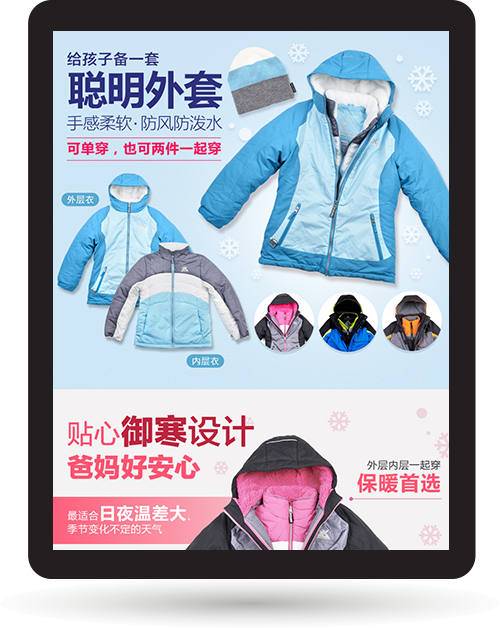 给孩子备一套
聪明外套
手感柔软·防风防泼水
可单穿，也可两件一起穿
外层衣
内层衣
贴心御寒设计
爸妈好安心
外层内层一起穿
保暖首选
最适合日夜温差大，
季节变化不定的天气